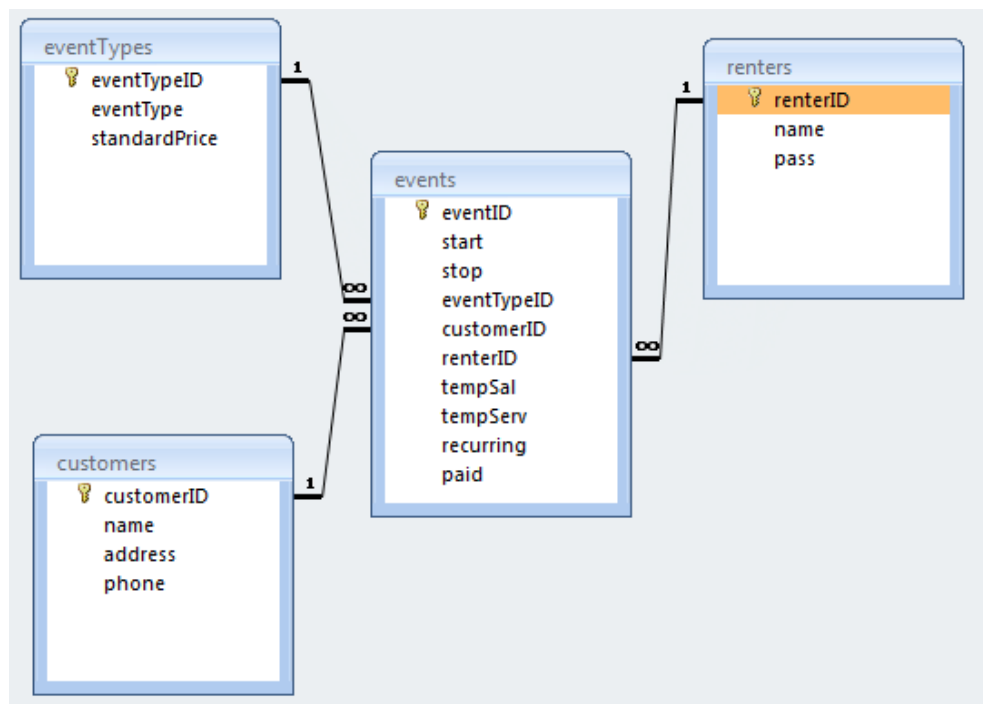 eventTypes
eventTypeID
eventType
standardPrice
1
renters
renterID
name
pass
1
events
eventID
start
stop
eventTypeID
customerID
renterID
tempSal
tempServ
recurring
paid
∞
∞
∞
customers
customerID
name
address
phone
1